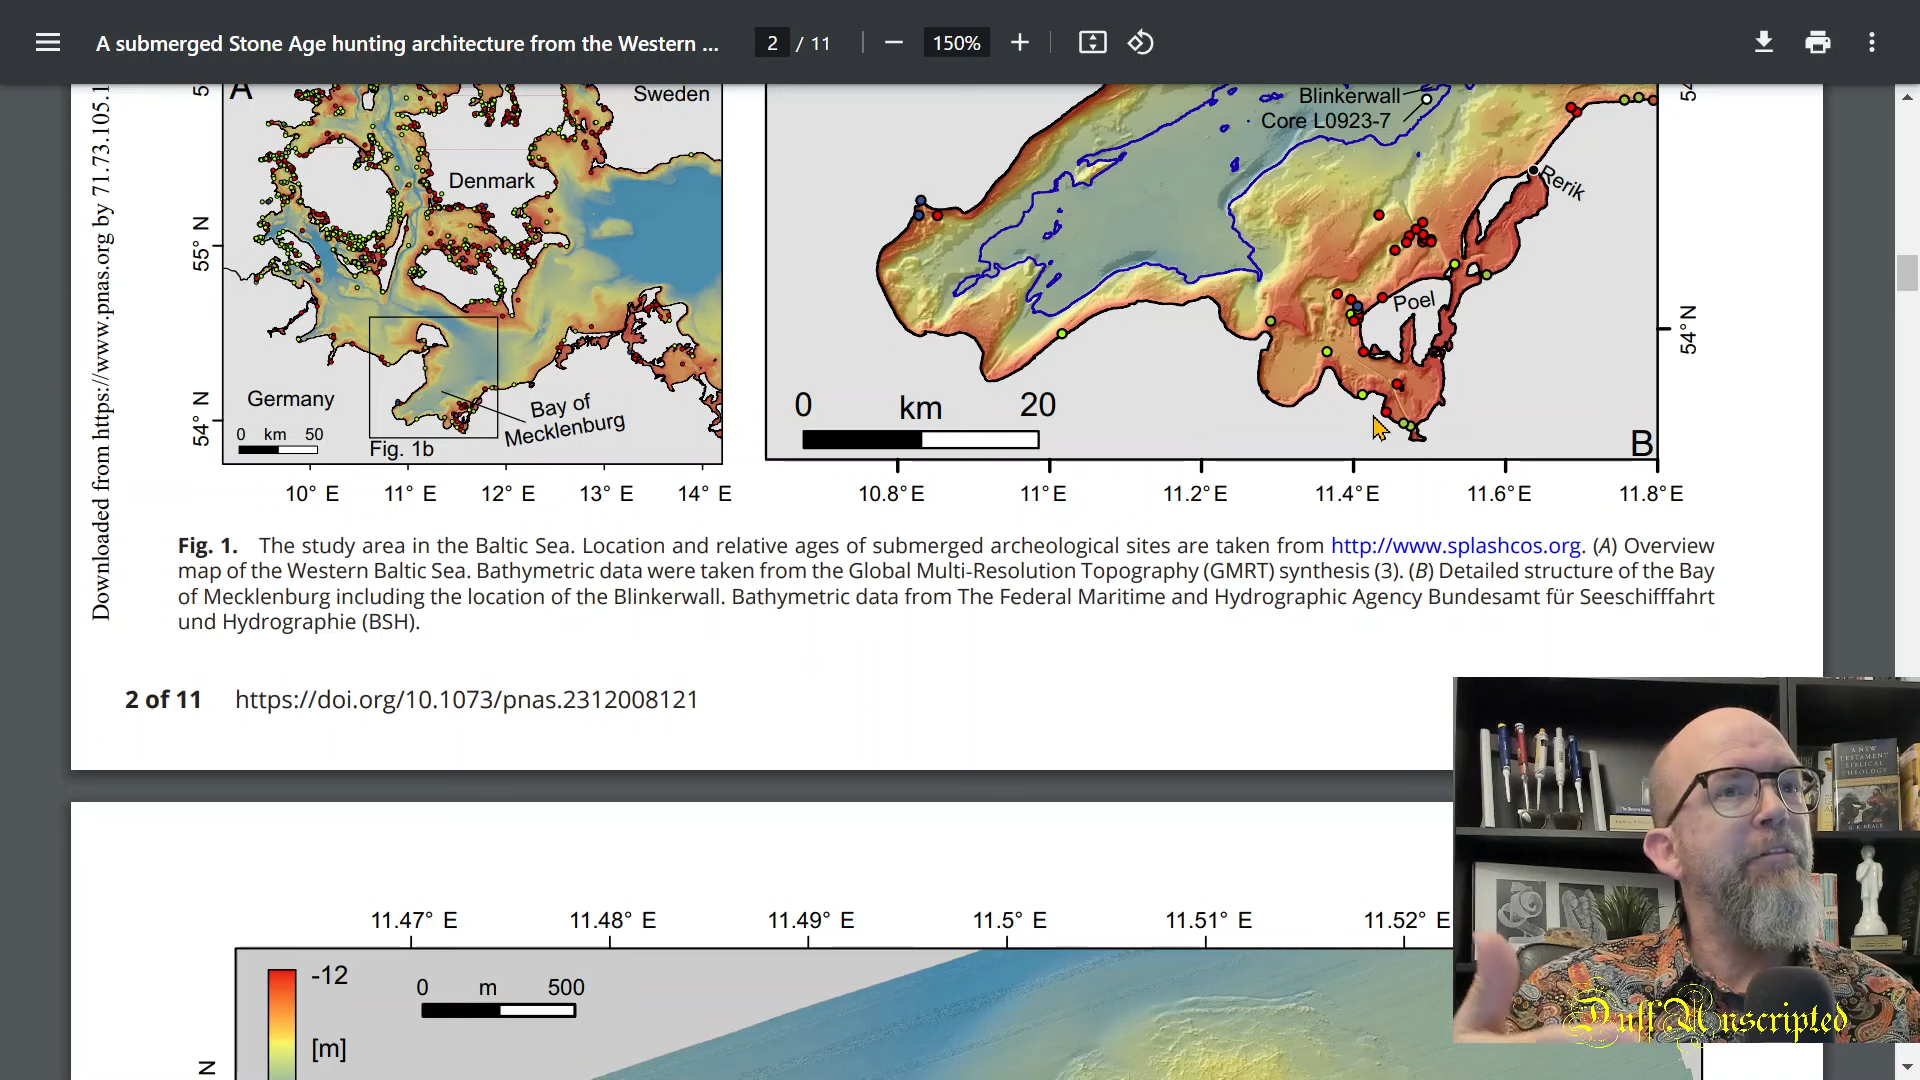 A submerged Stone Age hunting architecture from the Western ...
2 / 11
150%
Downloaded from https://www.pnas.org by 71.73.105.1
A
Sweden
Denmark
Germany
0 km 50
Bay of
Mecklenburg
Fig. 1b
55° N
54° N
10° E 11° E 12° E 13° E 14° E
Blinkerwall
Core L0923-7
Rerik
Poel
0 km 20
B
54°N
10.8°E 11°E 11.2°E 11.4°E 11.6°E 11.8°E
Fig. 1. The study area in the Baltic Sea. Location and relative ages of submerged archeological sites are taken from http://www.splashcos.org. (A) Overview
map of the Western Baltic Sea. Bathymetric data were taken from the Global Multi-Resolution Topography (GMRT) synthesis (3). (B) Detailed structure of the Bay
of Mecklenburg including the location of the Blinkerwall. Bathymetric data from The Federal Maritime and Hydrographic Agency Bundesamt für Seeschifffahrt
und Hydrographie (BSH).
2 of 11 https://doi.org/10.1073/pnas.2312008121
11.47° E 11.48° E 11.49° E 11.5° E 11.51° E 11.52° E
-12
[m]
0 m 500
N
A NEW
TESTAMENT
BIBLICAL
THEOLOGY
G. K. BEALE
Duff Unscripted